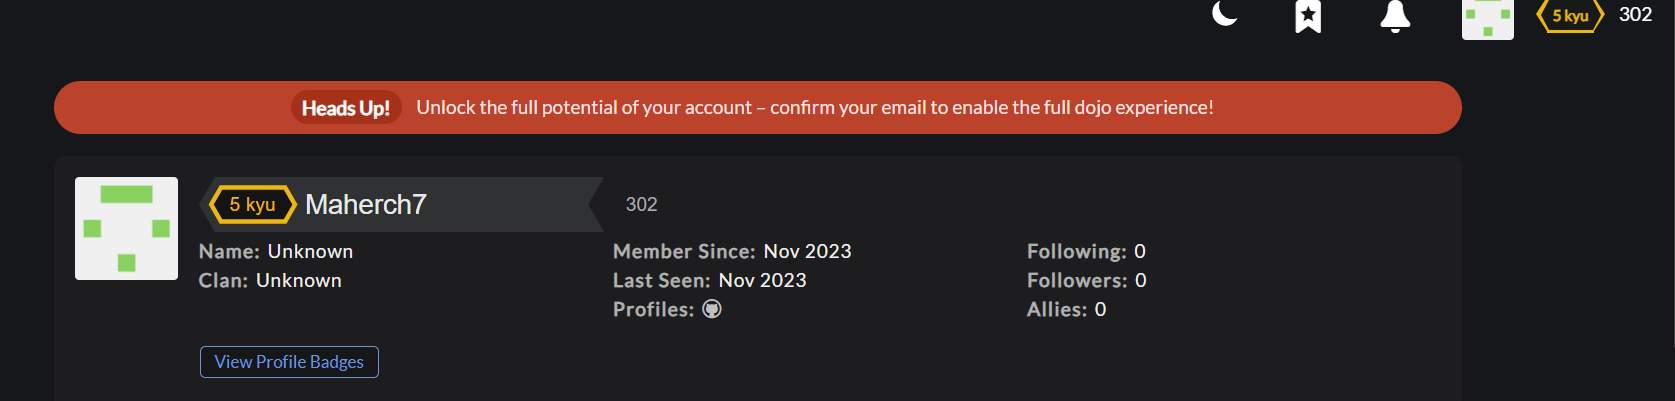 5 kyu 302
Heads Up! Unlock the full potential of your account – confirm your email to enable the full dojo experience!
5 kyu Maherch7 302
Name: Unknown Member Since: Nov 2023 Following: 0
Clan: Unknown Last Seen: Nov 2023 Followers: 0
Profiles: Allies: 0
View Profile Badges